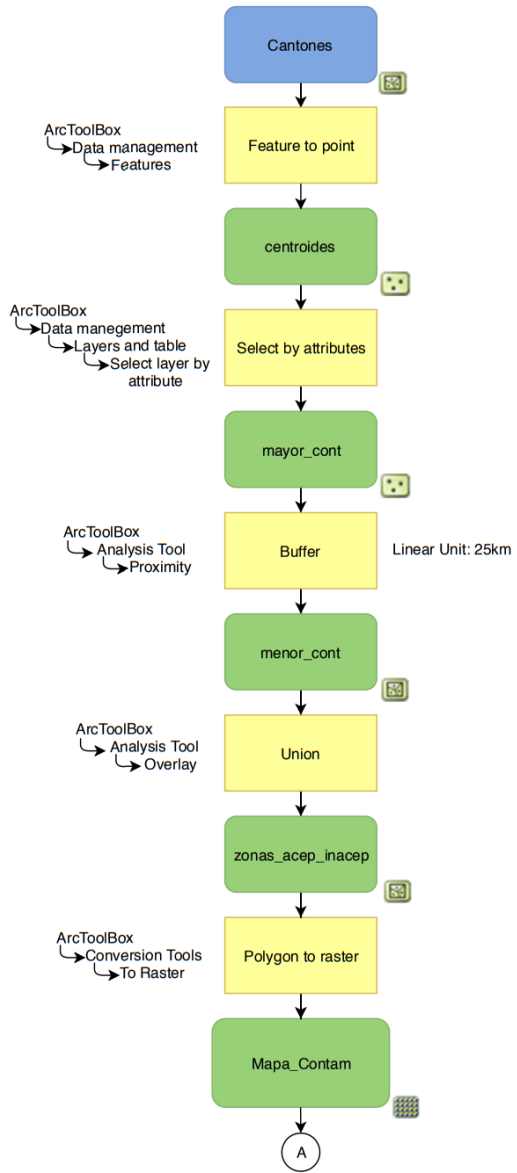 Cantones
ArcToolBox
Data management
Features
Feature to point
centroides
ArcToolBox
Data manegement
Layers and table
Select layer by
attribute
Select by attributes
mayor_cont
ArcToolBox
Analysis Tool
Proximity
Buffer
Linear Unit: 25km
menor_cont
ArcToolBox
Analysis Tool
Overlay
Union
zonas_acep_inacep
ArcToolBox
Conversion Tools
To Raster
Polygon to raster
Mapa_Contam
A